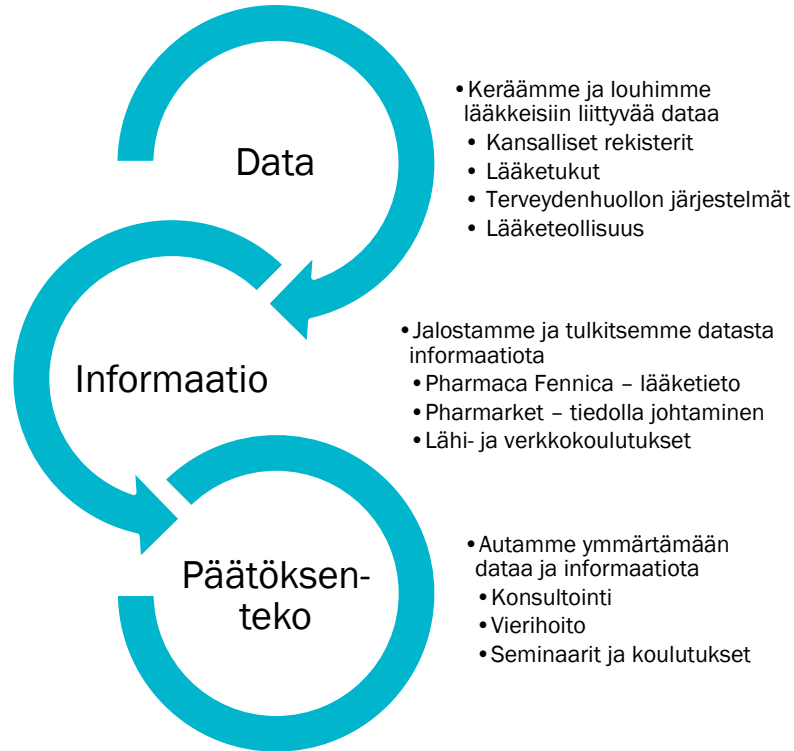 Data
•Keräämme ja louhimme
lääkkeisiin liittyvää dataa
• Kansalliset rekisterit
• Lääketukut
• Terveydenhuollon järjestelmät
• Lääketeollisuus
Informaatio
•Jalostamme ja tulkitsemme datasta
informaatiota
•Pharmaca Fennica – lääketieto
•Pharmarket – tiedolla johtaminen
•Lähi- ja verkkokoulutukset
Päätöksen-
teko
•Autamme ymmärtämään
dataa ja informaatiota
•Konsultointi
•Vierihoito
•Seminaarit ja koulutukset